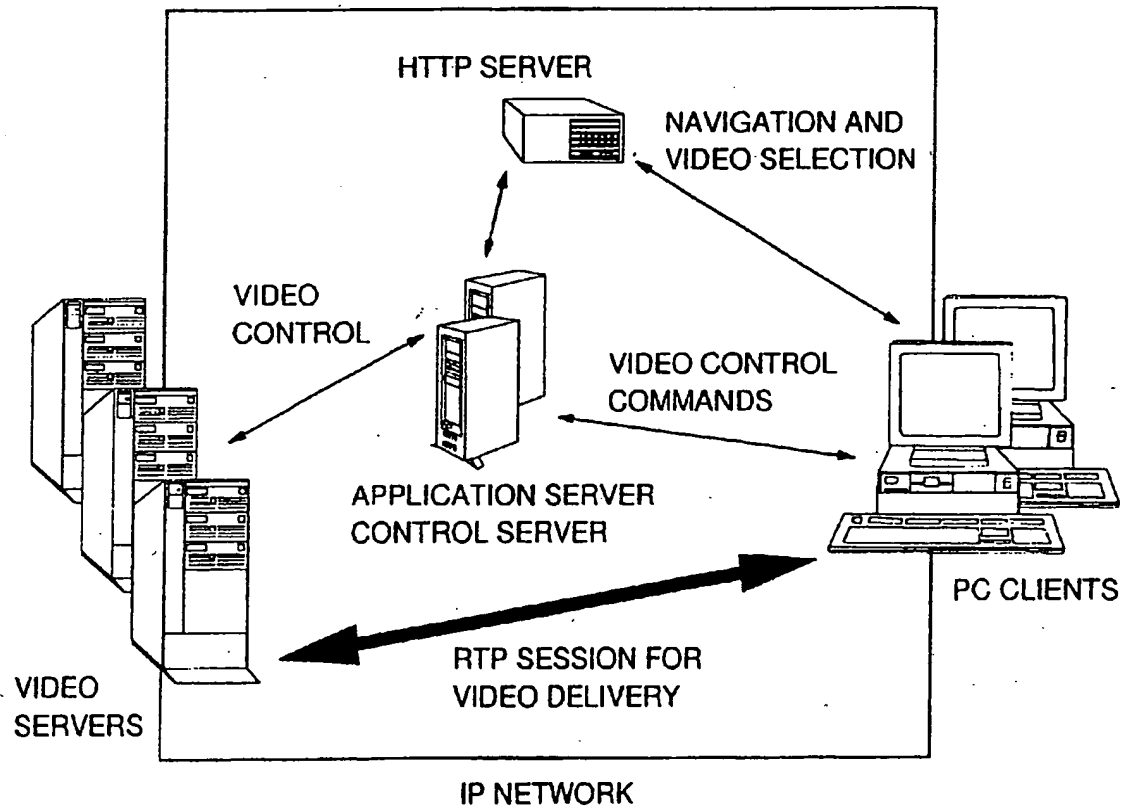 HTTP SERVER
NAVIGATION AND
VIDEO SELECTION
VIDEO
CONTROL
VIDEO CONTROL
COMMANDS
APPLICATION SERVER
CONTROL SERVER
PC CLIENTS
RTP SESSION FOR
VIDEO DELIVERY
VIDEO
SERVERS
IP NETWORK